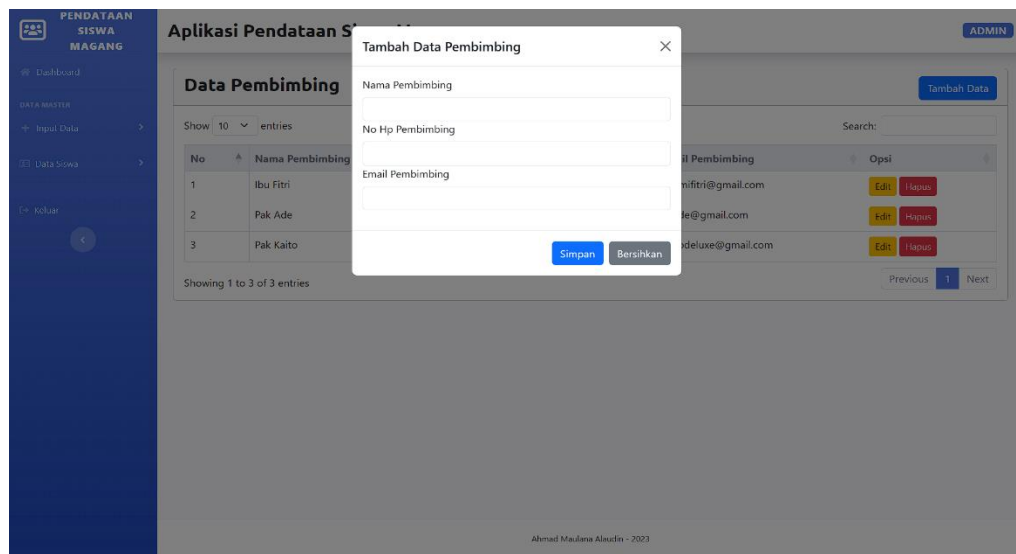 PENDATAAN
SISWA
MAGANG
Dashboard
DATA MASTER
Input Data
Data Siswa
Keluar
Aplikasi Pendataan
ADMIN
Data Pembimbing
Tambah Data
Show 10 entries
Search:
No Nama Pembimbing il Pembimbing Opsi
1 Ibu Fitri mifitri@gmail.com Edit Hapus
2 Pak Ade de@gmail.com Edit Hapus
3 Pak Kaito odeluxe@gmail.com Edit Hapus
Showing 1 to 3 of 3 entries
Previous 1 Next
Tambah Data Pembimbing
Nama Pembimbing
No Hp Pembimbing
Email Pembimbing
Simpan Bersihkan
Ahmad Maulana Alaudin - 2023